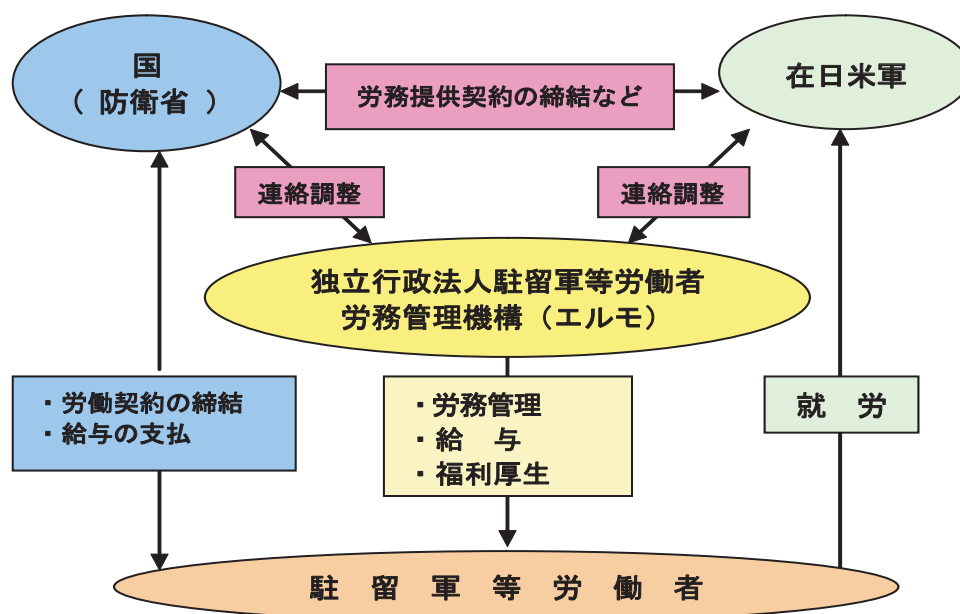 国
（ 防衛省 ）
労務提供契約の締結など
在日米軍
連絡調整
連絡調整
独立行政法人駐留軍等労働者
労務管理機構（エルモ）
・労働契約の締結
・給与の支払
・労務管理
・給　与
・福利厚生
就　労
駐　留　軍　等　労　働　者